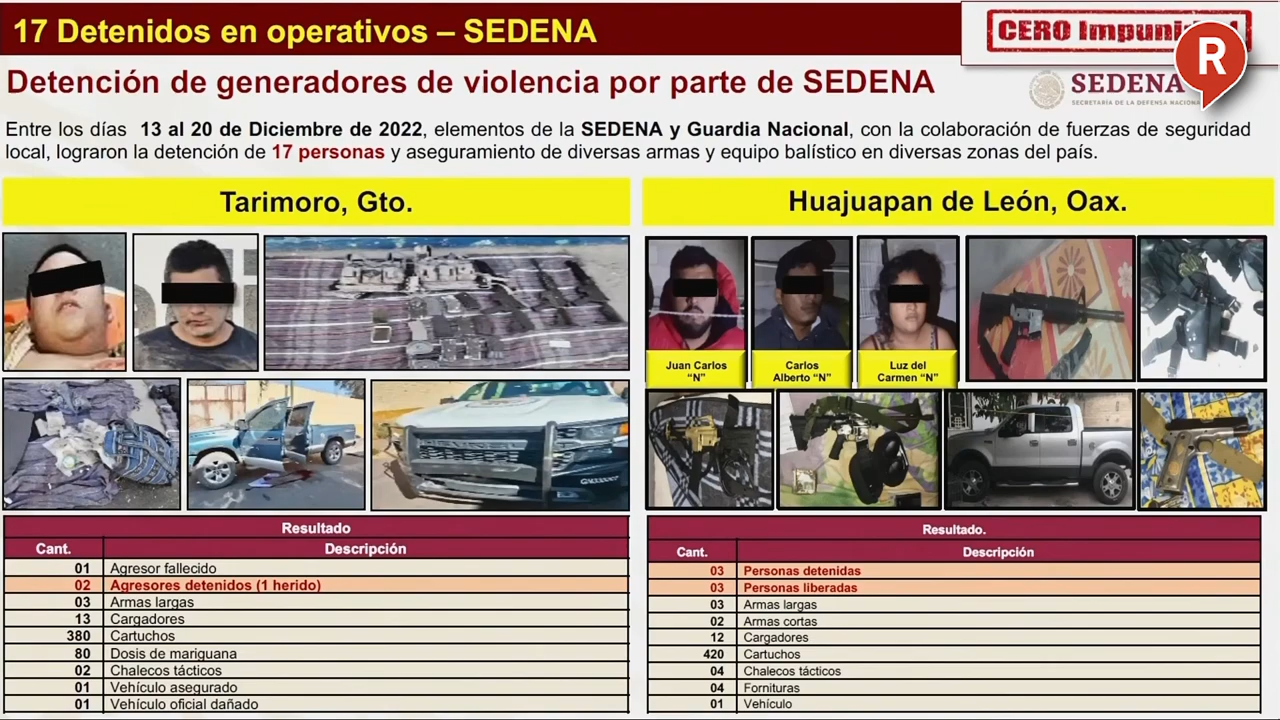 17 Detenidos en operativos – SEDENA
CERO
R
Detención de generadores de violencia por parte de SEDENA
SEDENA
SECRETARÍA DE LA DEFENSA NACIONAL
Entre los días 13 al 20 de Diciembre de 2022, elementos de la SEDENA y Guardia Nacional, con la colaboración de fuerzas de seguridad
local, lograron la detención de 17 personas y aseguramiento de diversas armas y equipo balístico en diversas zonas del país.
Tarimoro, Gto.
Resultado
Cant. Descripción
01 Agresor fallecido
02 Agresores detenidos (1 herido)
03 Armas largas
13 Cargadores
380 Cartuchos
80 Dosis de mariguana
02 Chalecos tácticos
01 Vehículo asegurado
01 Vehículo oficial dañado
Huajuapan de León, Oax.
Juan Carlos
“N”
Carlos
Alberto “N”
Luz del
Carmen “N”
Resultado.
Cant. Descripción
03 Personas detenidas
03 Personas liberadas
03 Armas largas
02 Armas cortas
12 Cargadores
420 Cartuchos
04 Chalecos tácticos
04 Fornituras
01 Vehículo